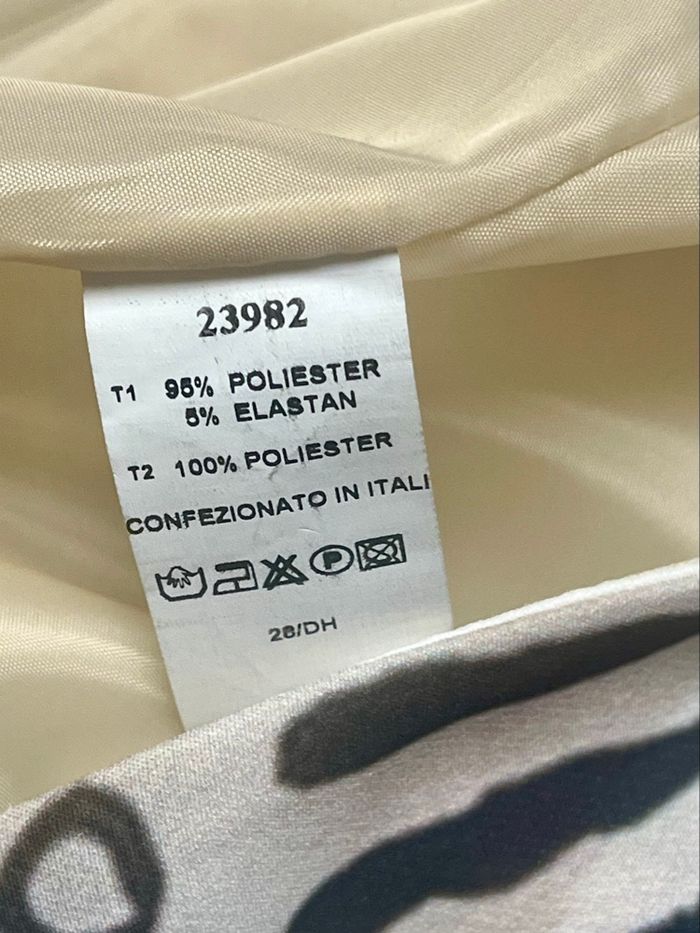 23982
T1 95% POLIESTER
5% ELASTAN
T2 100% POLIESTER
CONFEZIONATO IN ITALI
P
28/DH